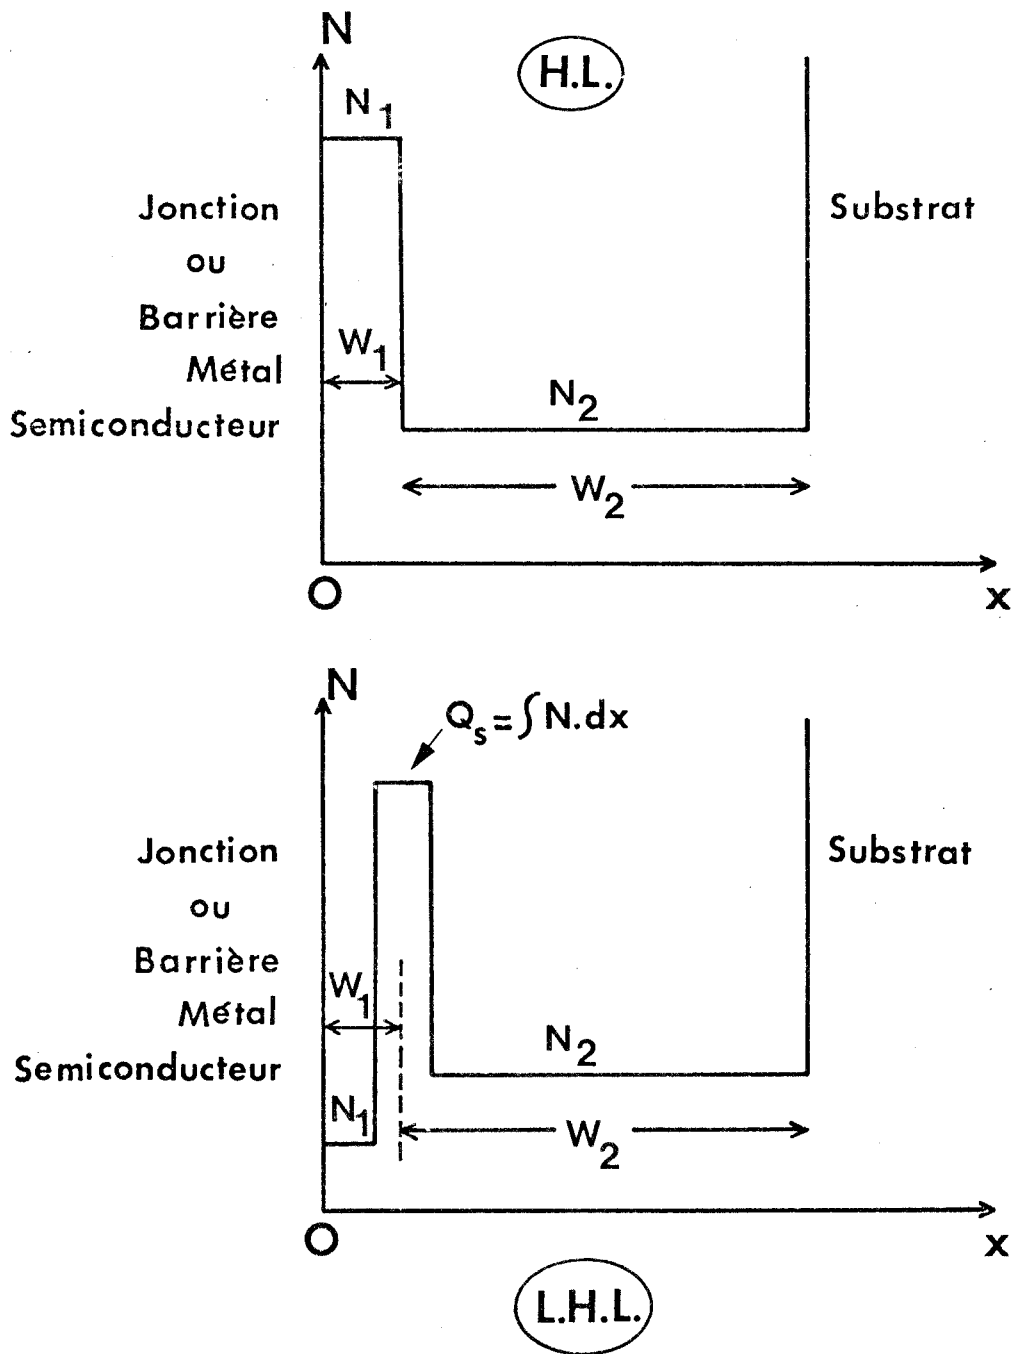 N
H.L.
N1
Jonction
ou
Barrière
Métal
Semiconducteur
Substrat
W1
N2
W2
O
x
N
Qs = ∫ N.dx
Jonction
ou
Barrière
Métal
Semiconducteur
Substrat
W1
N2
N1
W2
O
x
L.H.L.